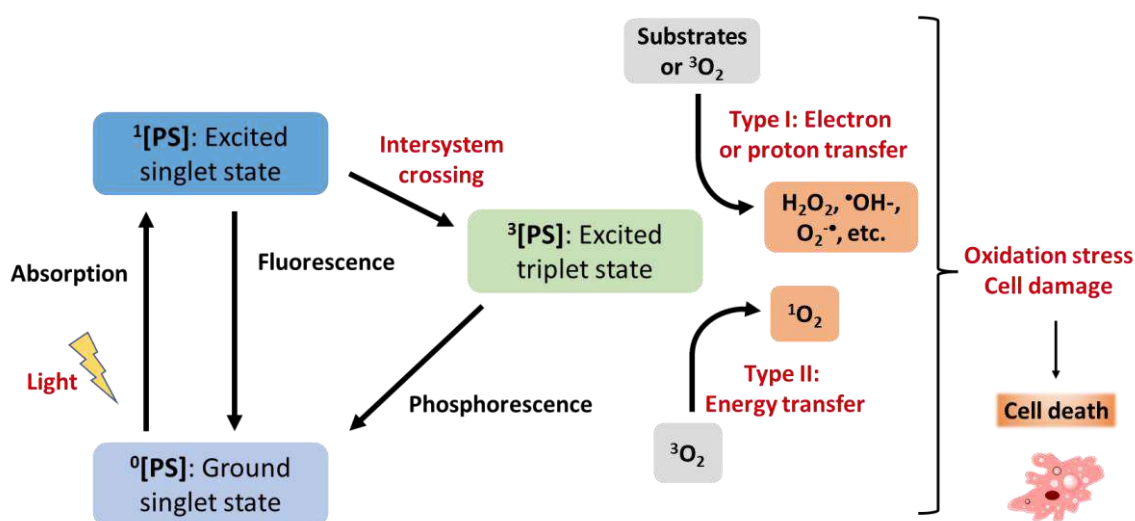 Substrates
or ³O₂
¹[PS]: Excited
singlet state
Intersystem
crossing
Type I: Electron
or proton transfer
H₂O₂, •OH-,
O₂⁻•, etc.
³[PS]: Excited
triplet state
Absorption
Fluorescence
Oxidation stress
Cell damage
¹O₂
Light
Phosphorescence
Type II:
Energy transfer
Cell death
³O₂
⁰[PS]: Ground
singlet state